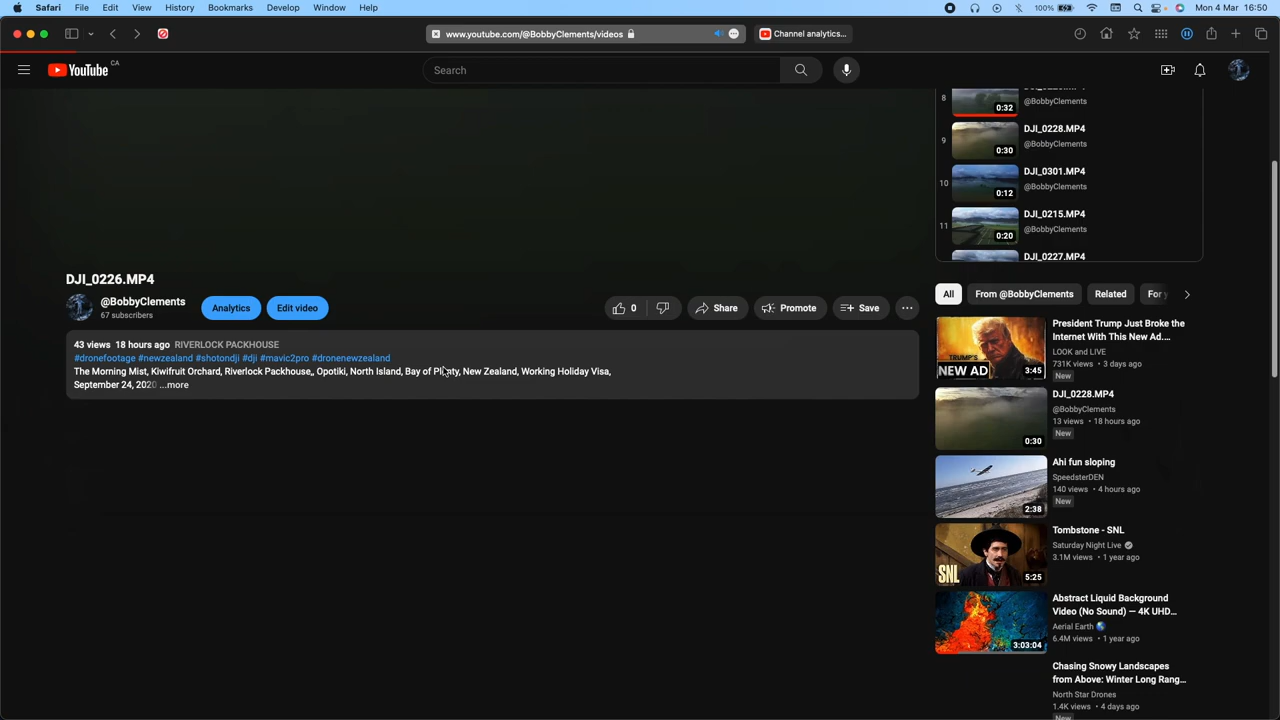 Safari File Edit View History Bookmarks Develop Window Help
100% Mon 4 Mar 16:50
www.youtube.com/@BobbyClements/videos
Channel analytics...
YouTube CA
Search
8
0:32
@BobbyClements
9
0:30
DJI_0228.MP4
@BobbyClements
10
0:12
DJI_0301.MP4
@BobbyClements
11
0:20
DJI_0215.MP4
@BobbyClements
DJI_0227.MP4
DJI_0226.MP4
@BobbyClements
67 subscribers
Analytics
Edit video
0
Share
Promote
Save
43 views 18 hours ago RIVERLOCK PACKHOUSE
#dronefootage #newzealand #shotondji #dji #mavic2pro #dronenewzealand
The Morning Mist, Kiwifruit Orchard, Riverlock Packhouse,, Opotiki, North Island, Bay of Plenty, New Zealand, Working Holiday Visa,
September 24, 2020 ...more
All
From @BobbyClements
Related
For y
TRUMP'S
NEW AD
3:45
President Trump Just Broke the
Internet With This New Ad....
LOOK and LIVE
731K views • 3 days ago
New
0:30
DJI_0228.MP4
@BobbyClements
13 views • 18 hours ago
New
2:38
Ahi fun sloping
SpeedsterDEN
140 views • 4 hours ago
New
SNL
5:25
Tombstone - SNL
Saturday Night Live
3.1M views • 1 year ago
3:03:04
Abstract Liquid Background
Video (No Sound) — 4K UHD...
Aerial Earth
6.4M views • 1 year ago
Chasing Snowy Landscapes
from Above: Winter Long Rang...
North Star Drones
1.4K views • 4 days ago
New